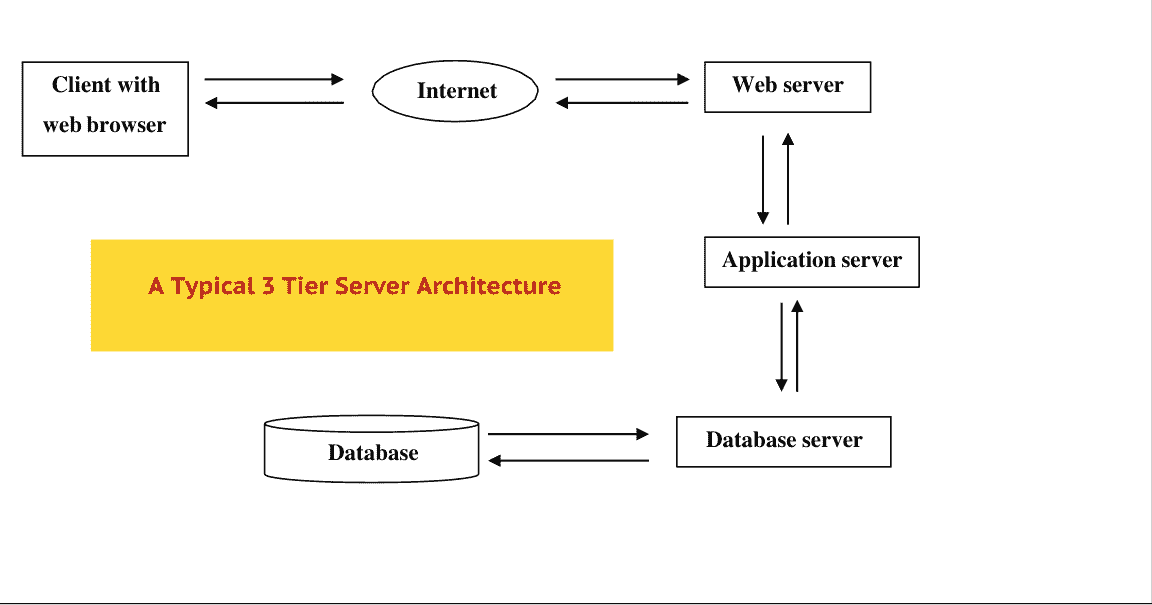 Client with
web browser
Internet
Web server
Application server
A Typical 3 Tier Server Architecture
Database server
Database